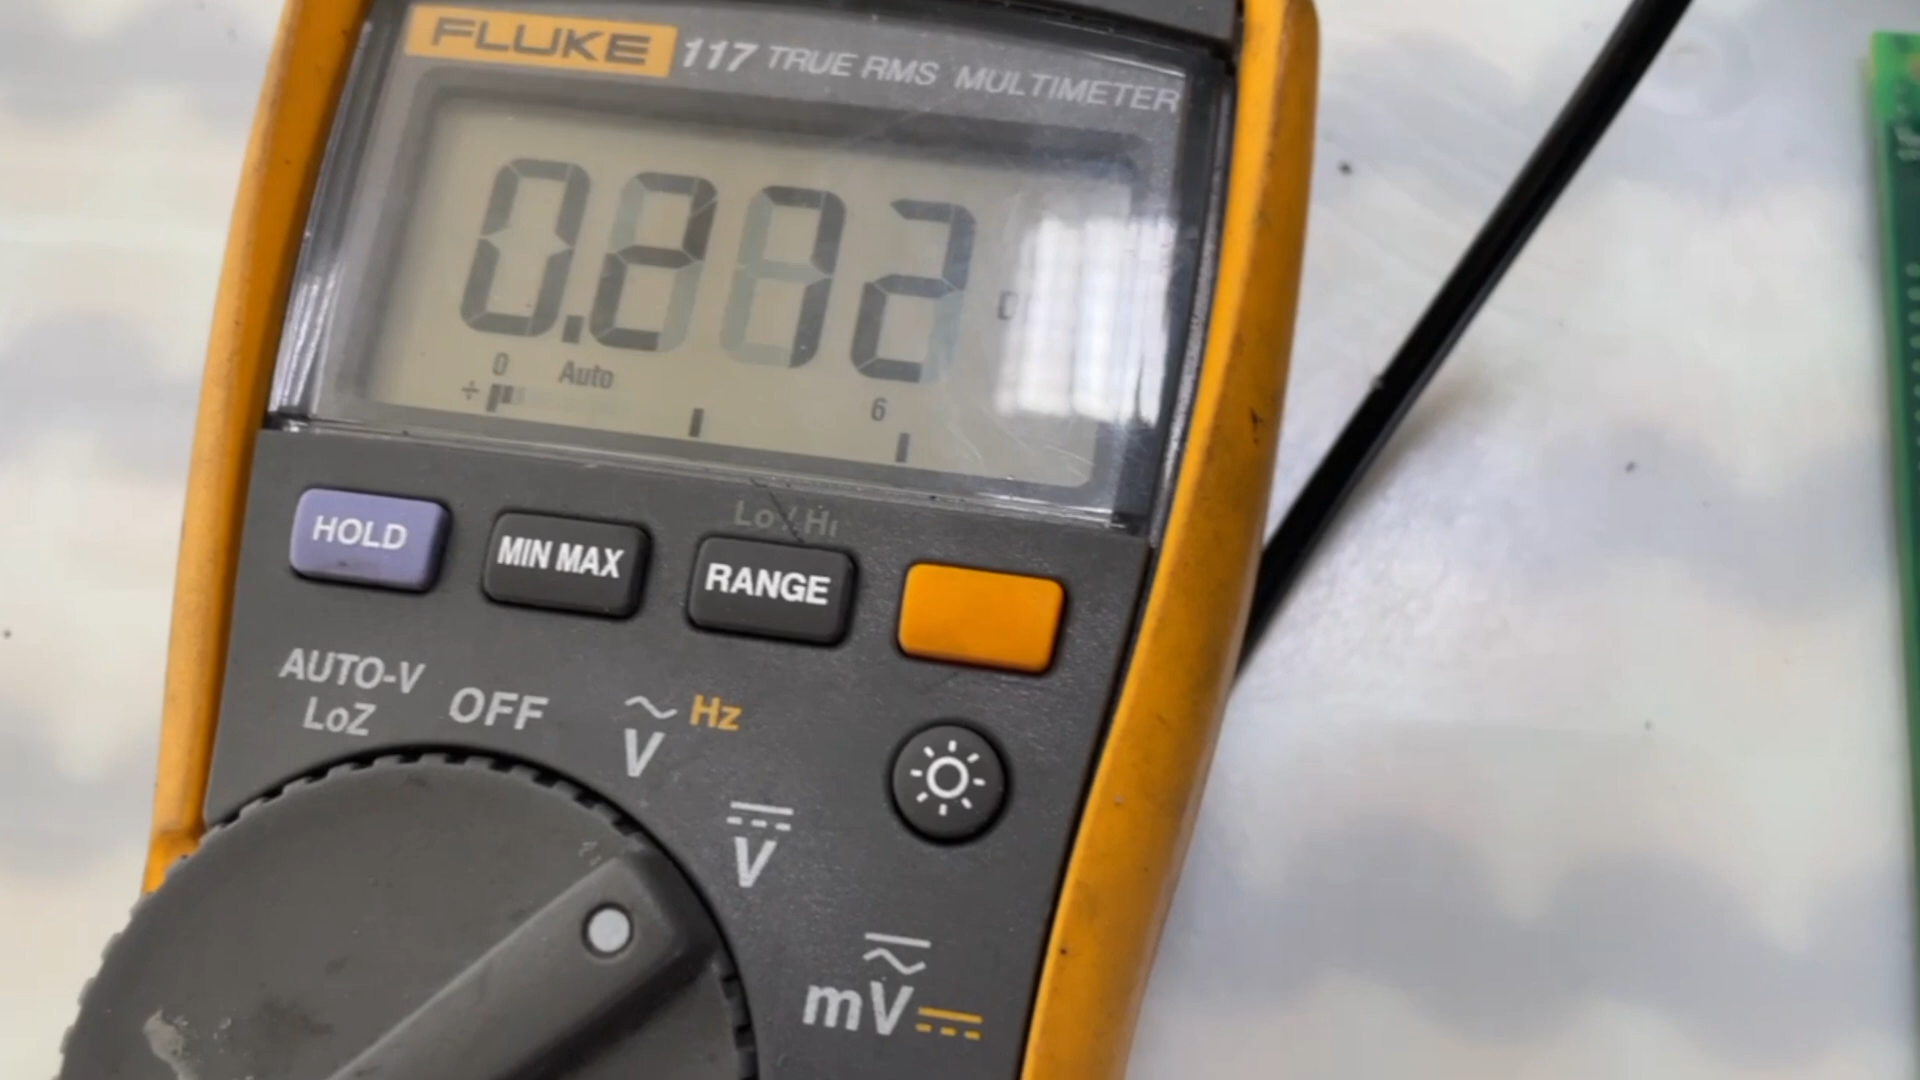 FLUKE 117 TRUE RMS MULTIMETER
0 Auto
6
HOLD
MIN MAX
Lo / Hi
RANGE
AUTO-V
LoZ
OFF
Hz
V
V
mV